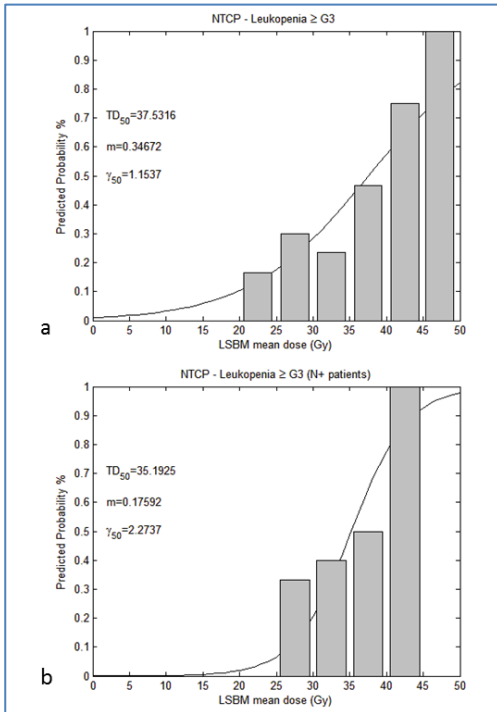 NTCP - Leukopenia ≥ G3
Predicted Probability %
1
0.9
0.8
0.7
0.6
0.5
0.4
0.3
0.2
0.1
0
TD50=37.5316
m=0.34672
γ50=1.1537
0 5 10 15 20 25 30 35 40 45 50
LSBM mean dose (Gy)
a
NTCP - Leukopenia ≥ G3 (N+ patients)
Predicted Probability %
1
0.9
0.8
0.7
0.6
0.5
0.4
0.3
0.2
0.1
0
TD50=35.1925
m=0.17592
γ50=2.2737
0 5 10 15 20 25 30 35 40 45 50
LSBM mean dose (Gy)
b